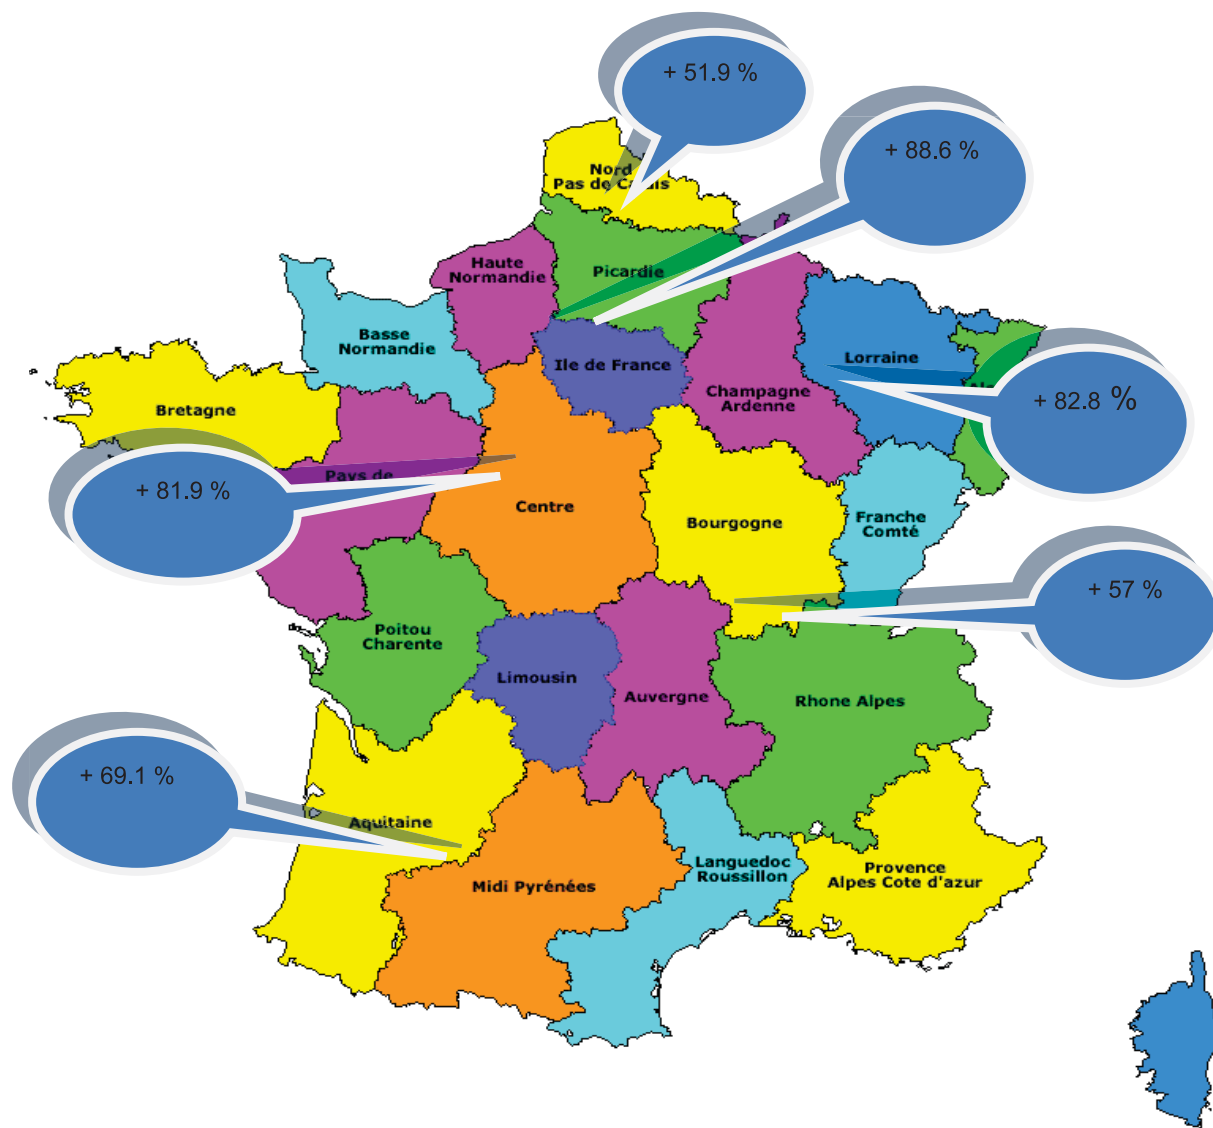 + 51.9 %
+ 88.6 %
Nord
Pas de Calais
Haute
Normandie
Picardie
Basse
Normandie
Lorraine
Ile de France
Champagne
Ardenne
+ 82.8 %
Bretagne
Pays de
+ 81.9 %
Centre
Bourgogne
Franche
Comté
+ 57 %
Poitou
Charente
Limousin
Auvergne
Rhone Alpes
+ 69.1 %
Aquitaine
Midi Pyrénées
Languedoc
Roussillon
Provence
Alpes Cote d'azur